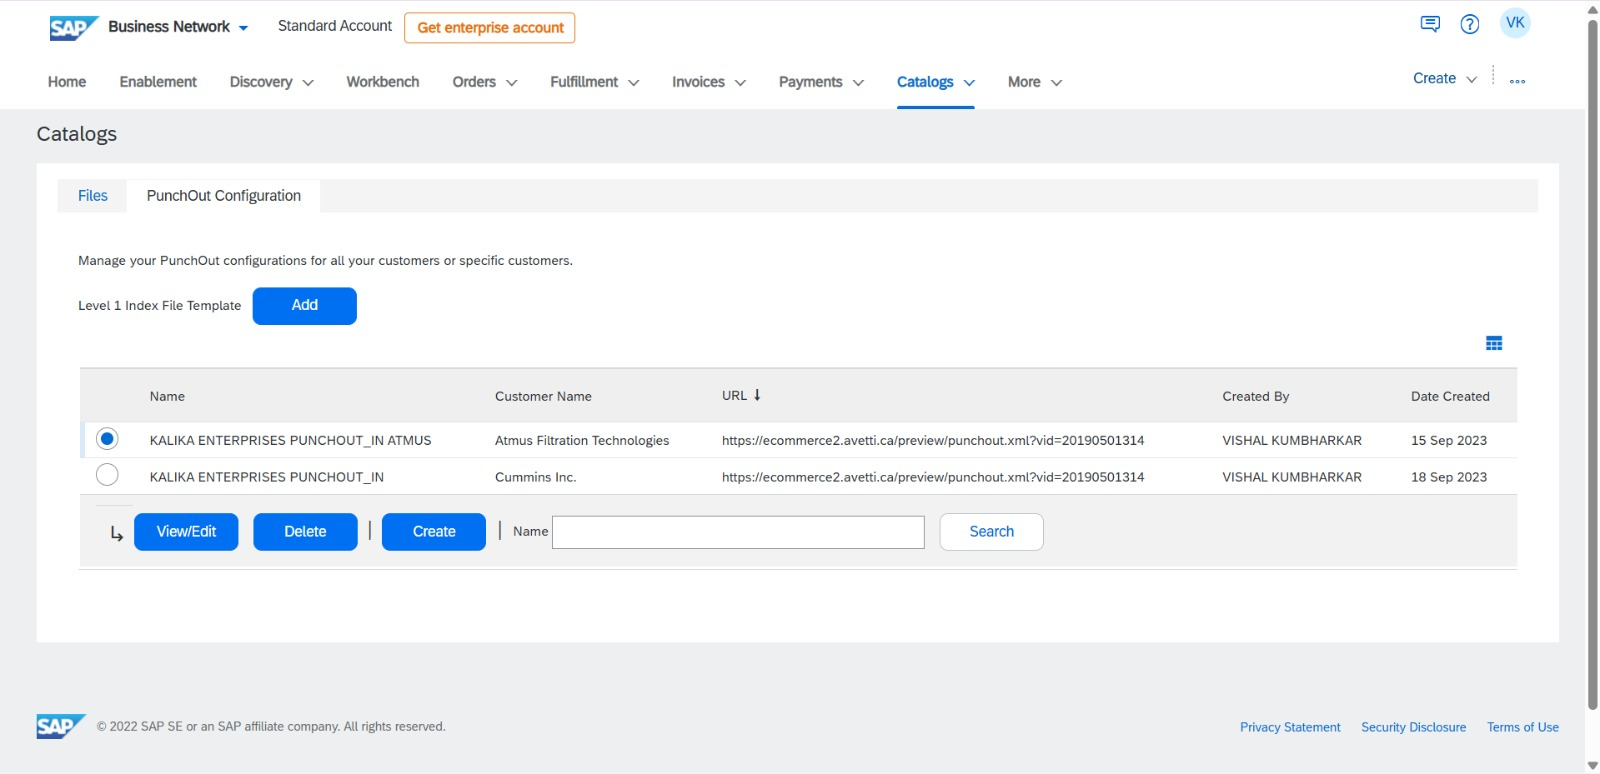 SAP Business Network Standard Account Get enterprise account VK
Home Enablement Discovery Workbench Orders Fulfillment Invoices Payments Catalogs More Create
Catalogs
Files PunchOut Configuration
Manage your PunchOut configurations for all your customers or specific customers.
Level 1 Index File Template Add
Name Customer Name URL ↓ Created By Date Created
KALIKA ENTERPRISES PUNCHOUT_IN ATMUS Atmus Filtration Technologies https://ecommerce2.avetti.ca/preview/punchout.xml?vid=20190501314 VISHAL KUMBHARKAR 15 Sep 2023
KALIKA ENTERPRISES PUNCHOUT_IN Cummins Inc. https://ecommerce2.avetti.ca/preview/punchout.xml?vid=20190501314 VISHAL KUMBHARKAR 18 Sep 2023
View/Edit Delete | Create | Name Search
SAP © 2022 SAP SE or an SAP affiliate company. All rights reserved. Privacy Statement Security Disclosure Terms of Use